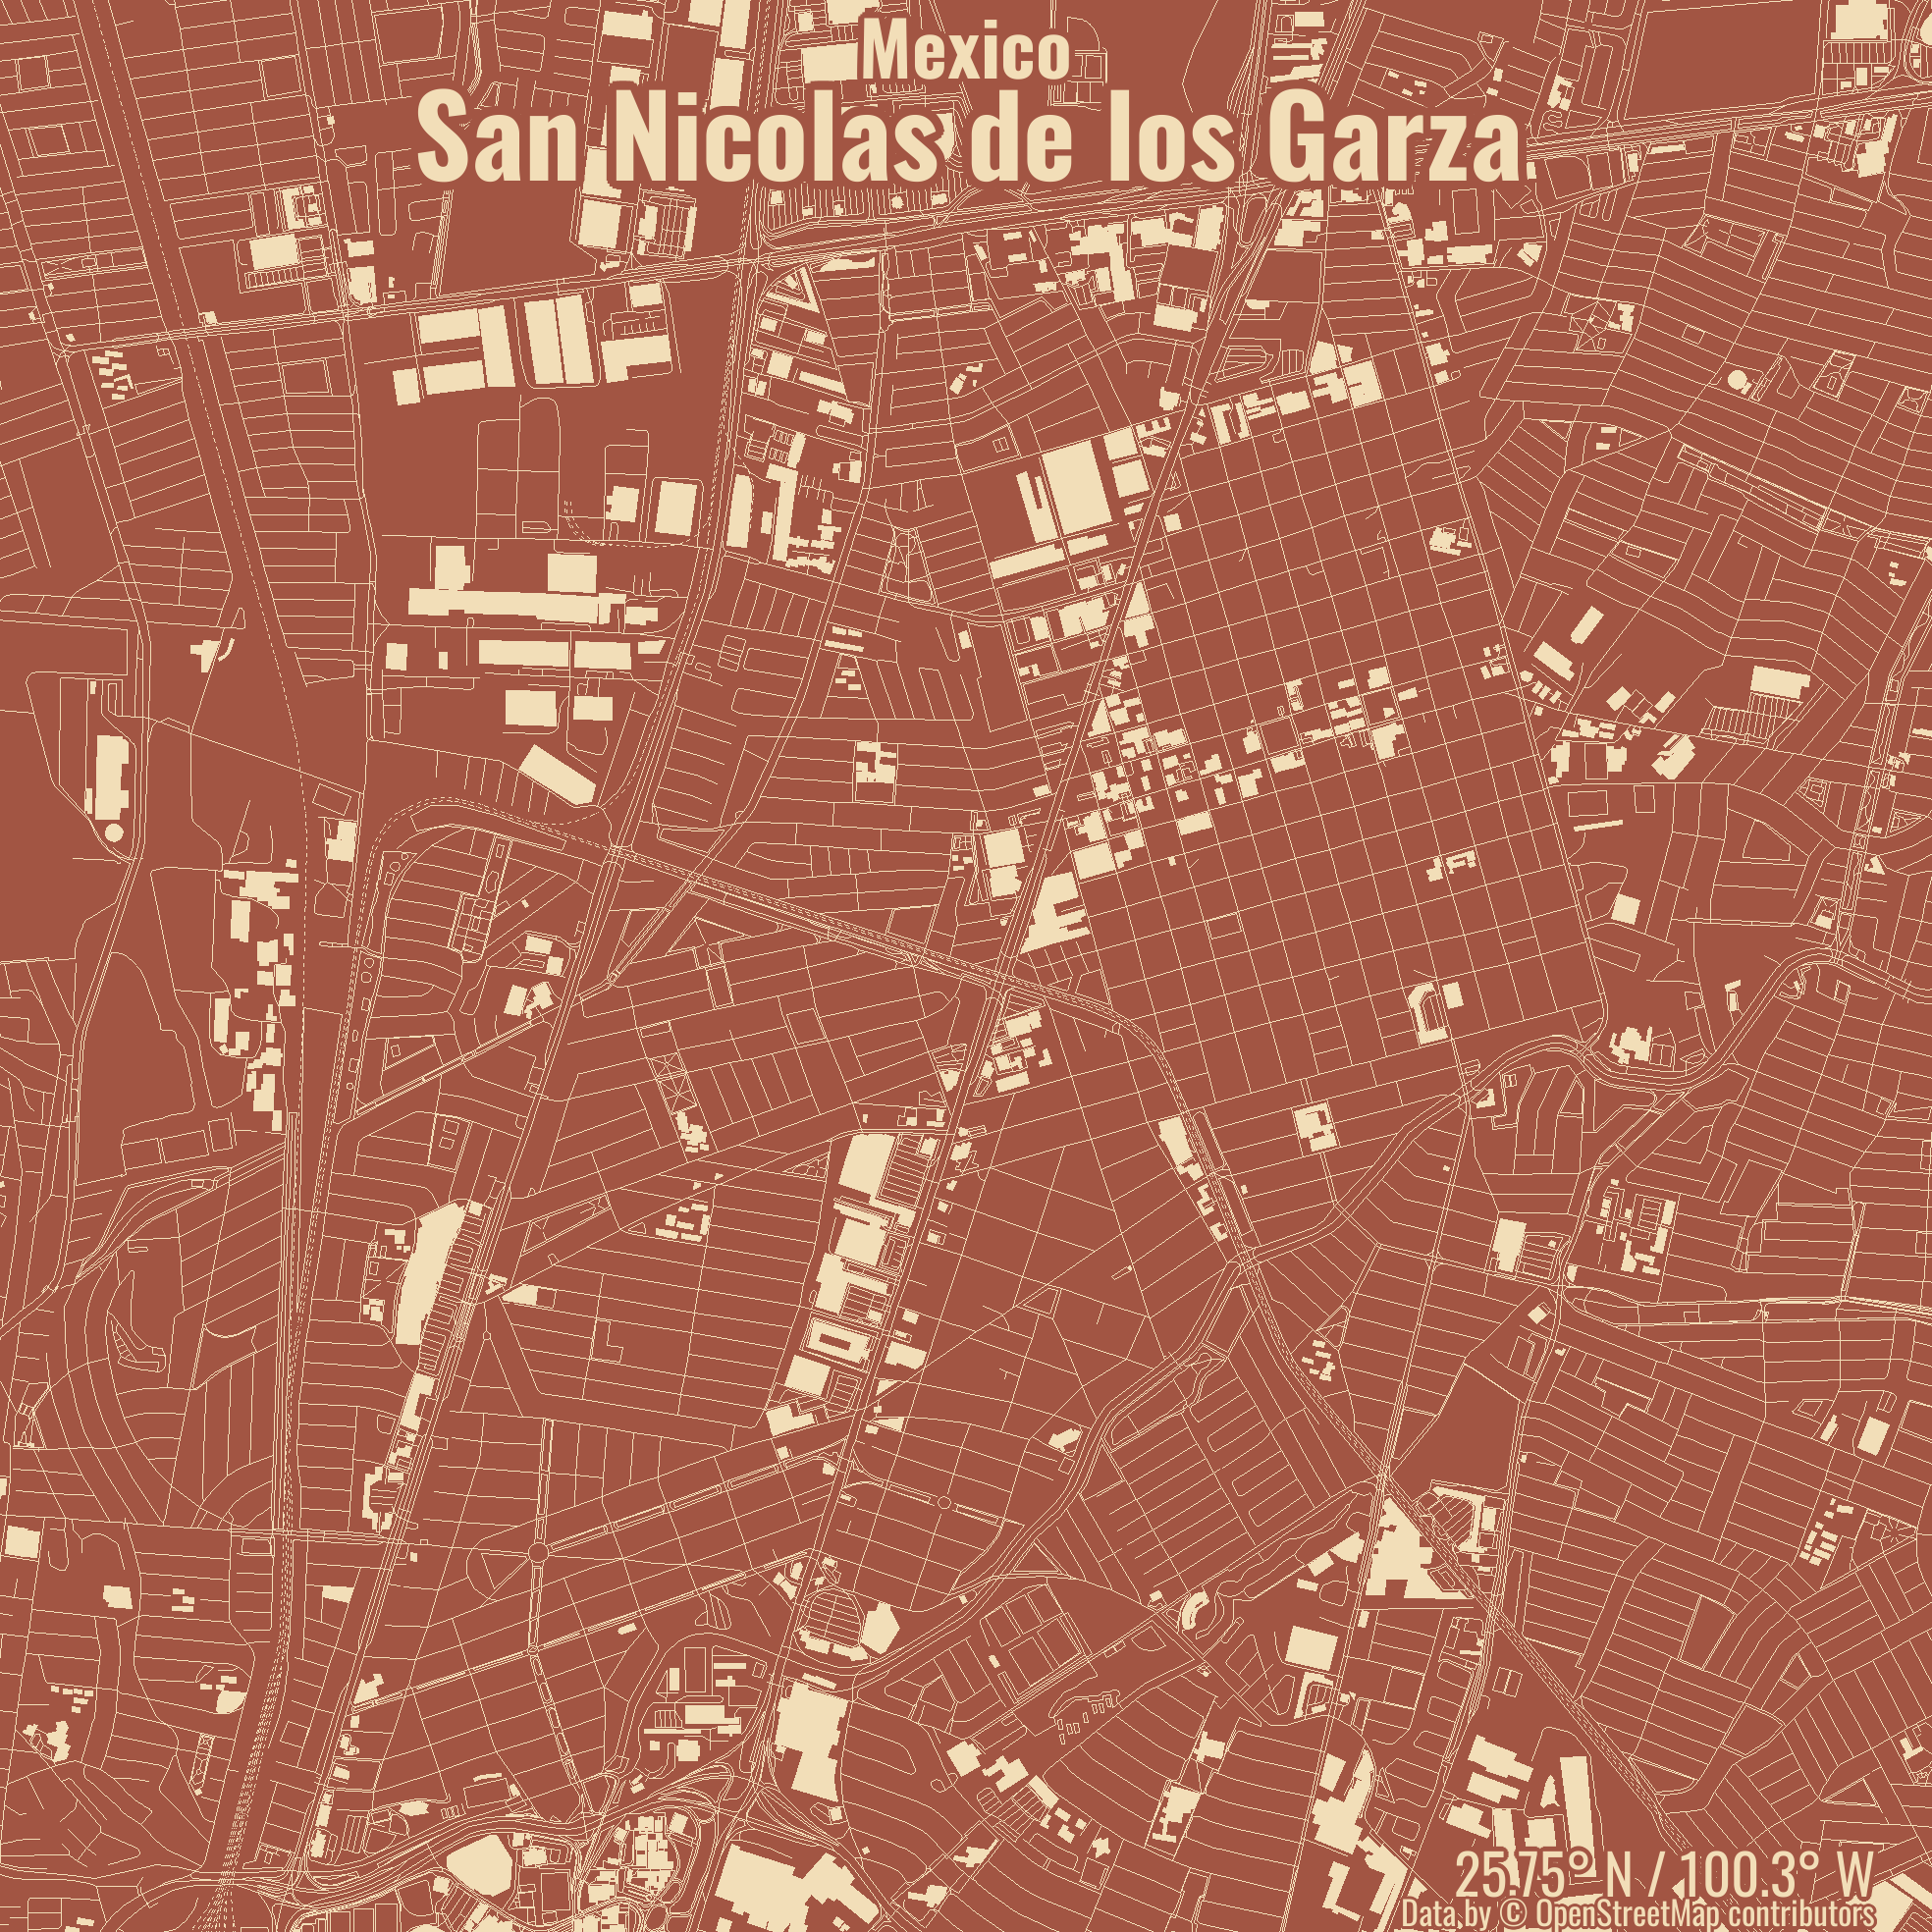 Mexico
San Nicolas de los Garza
25.75° N / 100.3° W
Data by © OpenStreetMap contributors